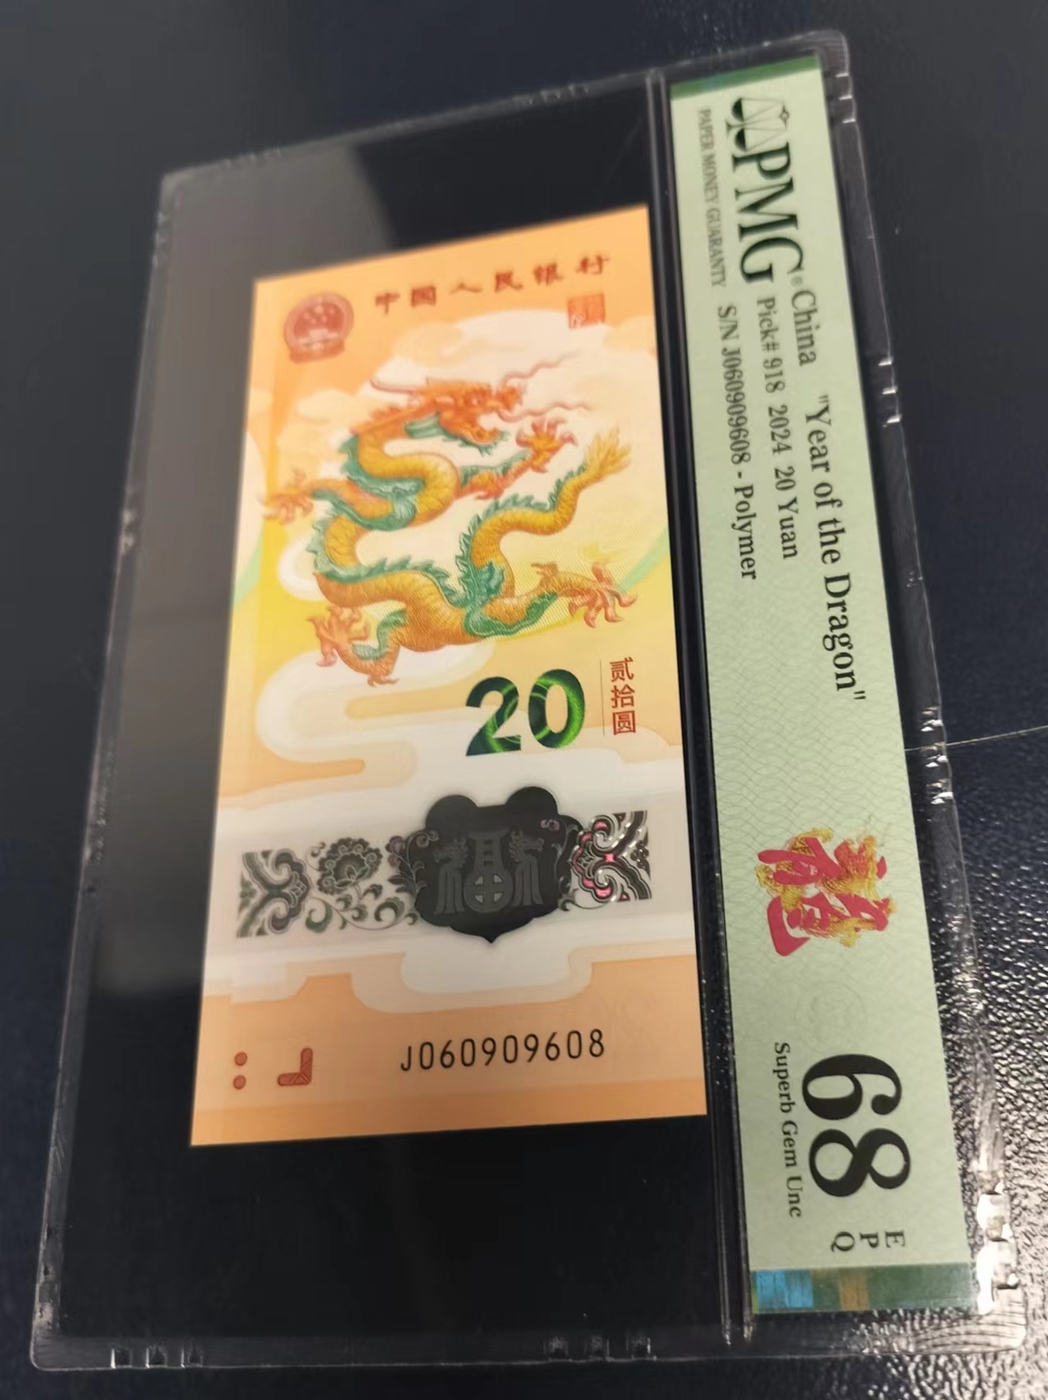 PMG
PAPER MONEY GUARANTY
China "Year of the Dragon"
Pick# 918 2024 20 Yuan
S/N J060909608 - Polymer
68
EPQ
Superb Gem Unc
中国人民银行
20
贰拾圆
福
J060909608